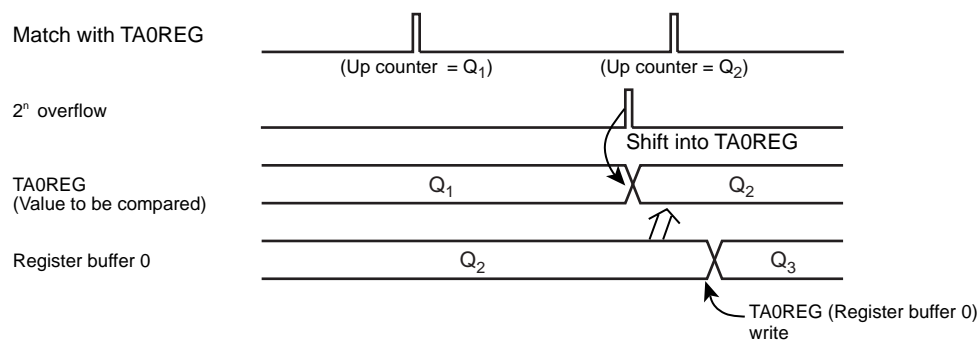 Match with TA0REG
(Up counter = Q1)
(Up counter = Q2)
2n overflow
Shift into TA0REG
TA0REG
(Value to be compared)
Q1
Q2
Register buffer 0
Q2
Q3
TA0REG (Register buffer 0)
write